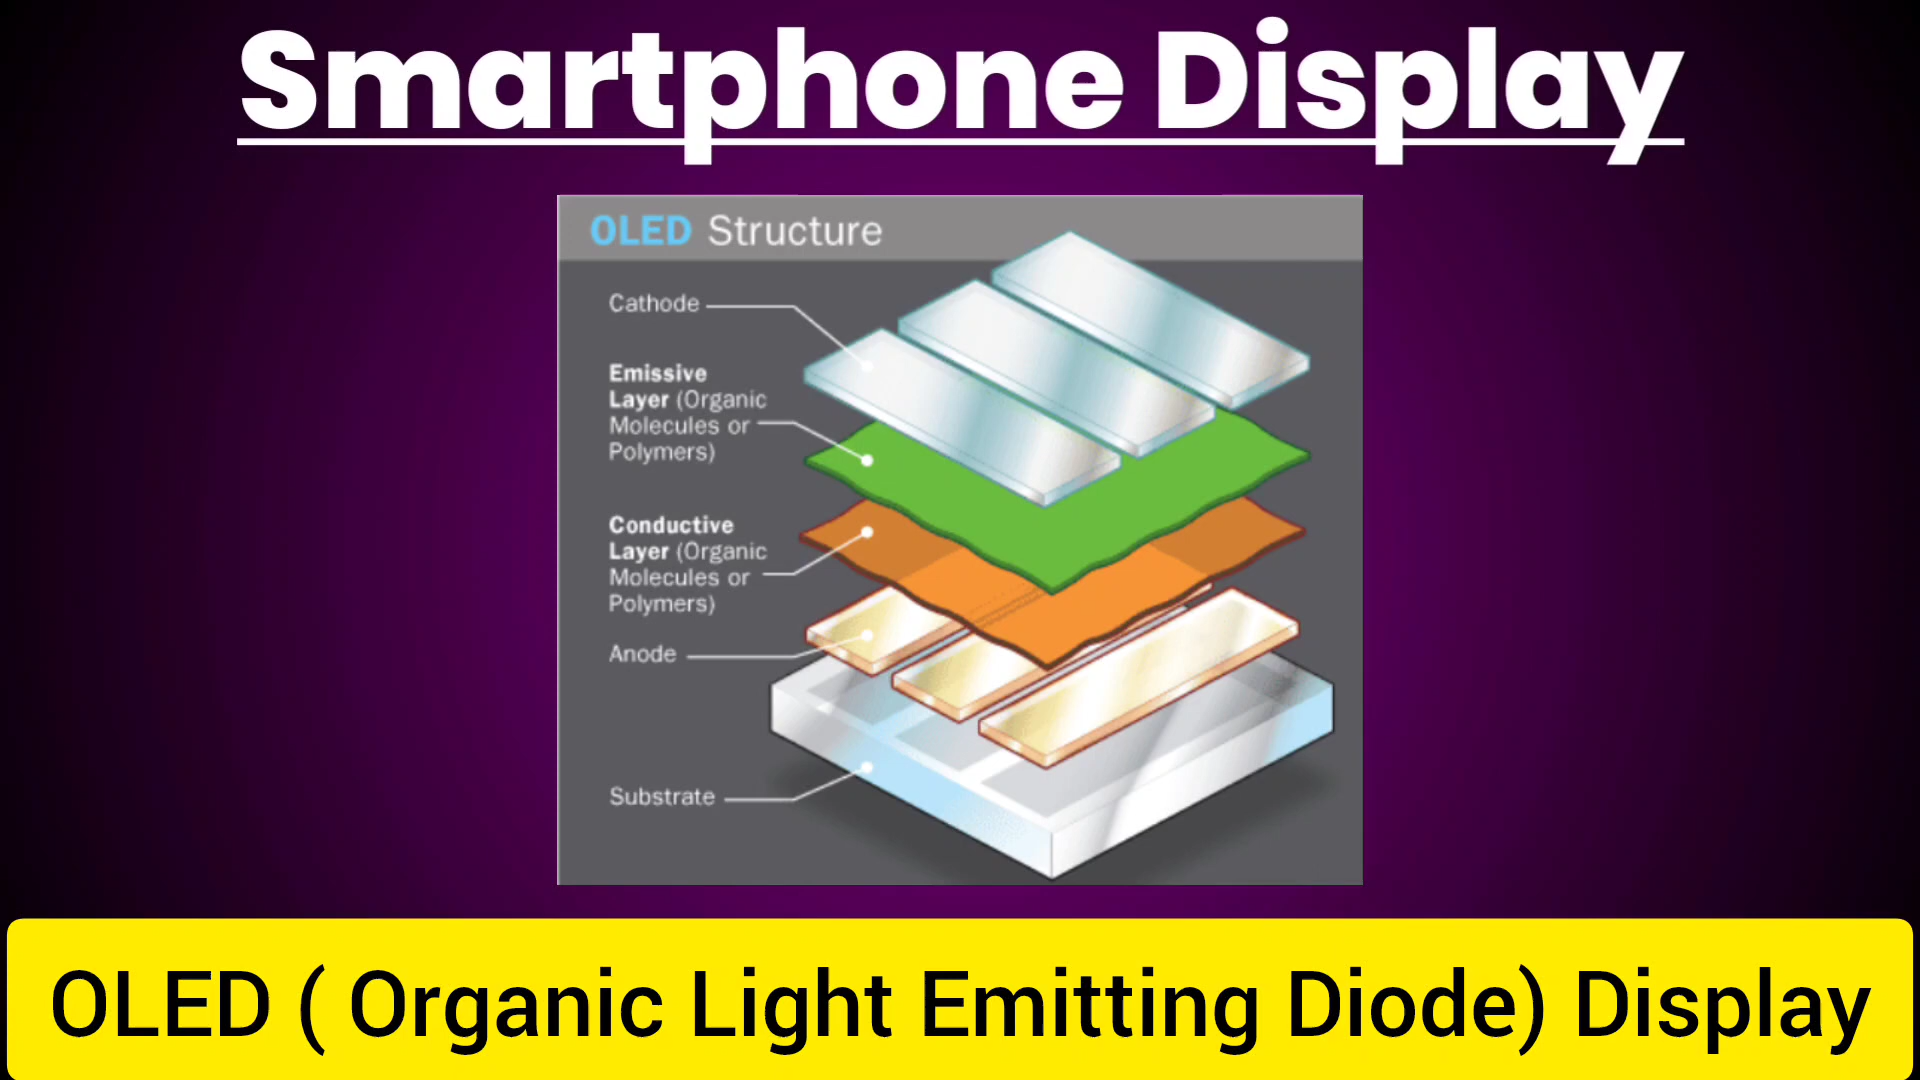 Smartphone Display
OLED Structure
Cathode
Emissive
Layer (Organic
Molecules or
Polymers)
Conductive
Layer (Organic
Molecules or
Polymers)
Anode
Substrate
OLED ( Organic Light Emitting Diode) Display